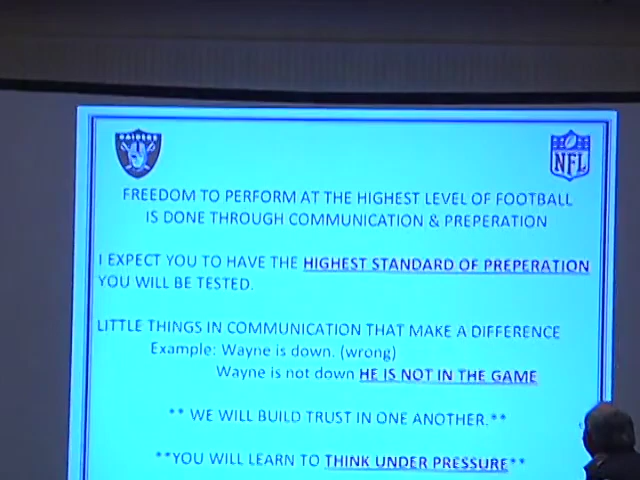 RAIDERS
NFL
FREEDOM TO PERFORM AT THE HIGHEST LEVEL OF FOOTBALL
IS DONE THROUGH COMMUNICATION & PREPERATION
I EXPECT YOU TO HAVE THE HIGHEST STANDARD OF PREPERATION
YOU WILL BE TESTED.
LITTLE THINGS IN COMMUNICATION THAT MAKE A DIFFERENCE
Example: Wayne is down. (wrong)
Wayne is not down HE IS NOT IN THE GAME
** WE WILL BUILD TRUST IN ONE ANOTHER.**
**YOU WILL LEARN TO THINK UNDER PRESSURE**